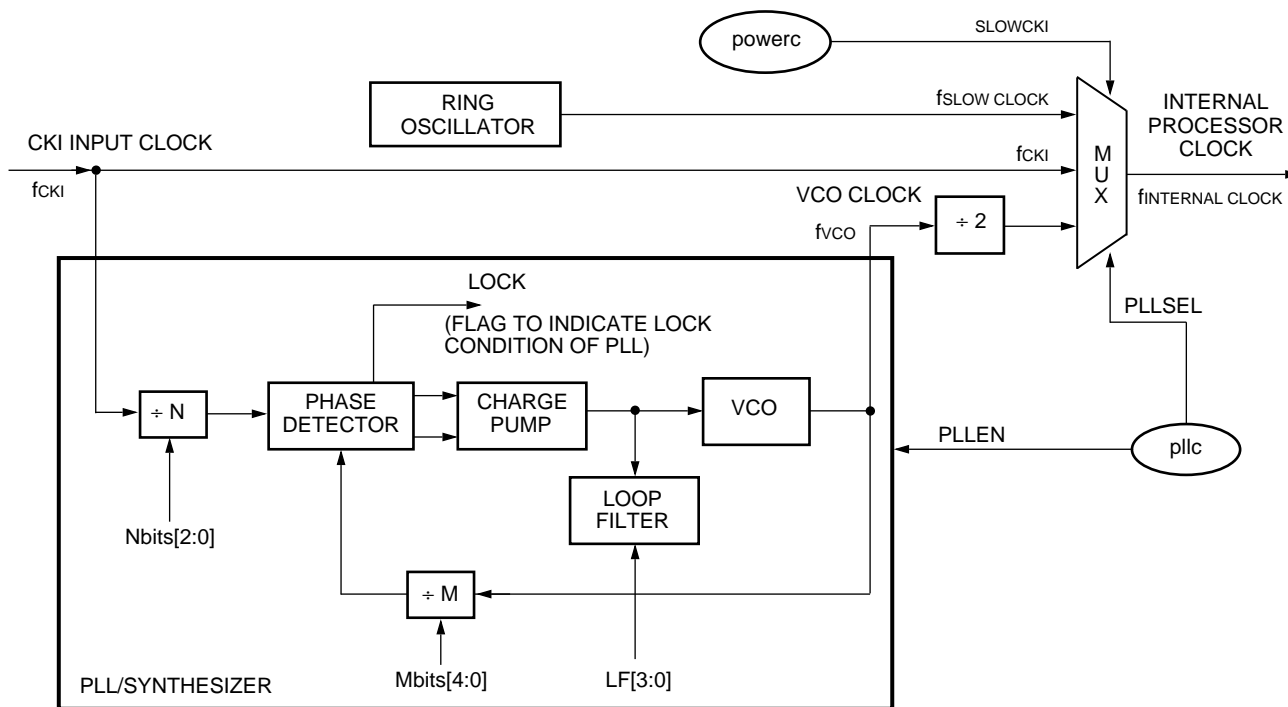 powerc
SLOWCKI
RING
OSCILLATOR
fSLOW CLOCK
INTERNAL
PROCESSOR
CLOCK
CKI INPUT CLOCK
fCKI
fCKI
MUX
fINTERNAL CLOCK
VCO CLOCK
fVCO
÷ 2
LOCK
(FLAG TO INDICATE LOCK
CONDITION OF PLL)
PLLSEL
÷ N
PHASE
DETECTOR
CHARGE
PUMP
VCO
PLLEN
pllc
LOOP
FILTER
Nbits[2:0]
÷ M
Mbits[4:0]
LF[3:0]
PLL/SYNTHESIZER